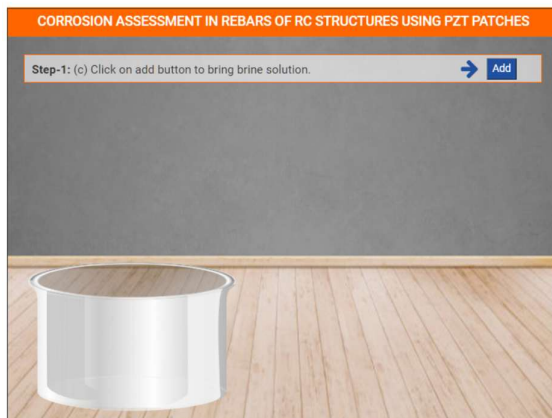 CORROSION ASSESSMENT IN REBARS OF RC STRUCTURES USING PZT PATCHES
Step-1: (c) Click on add button to bring brine solution.
Add